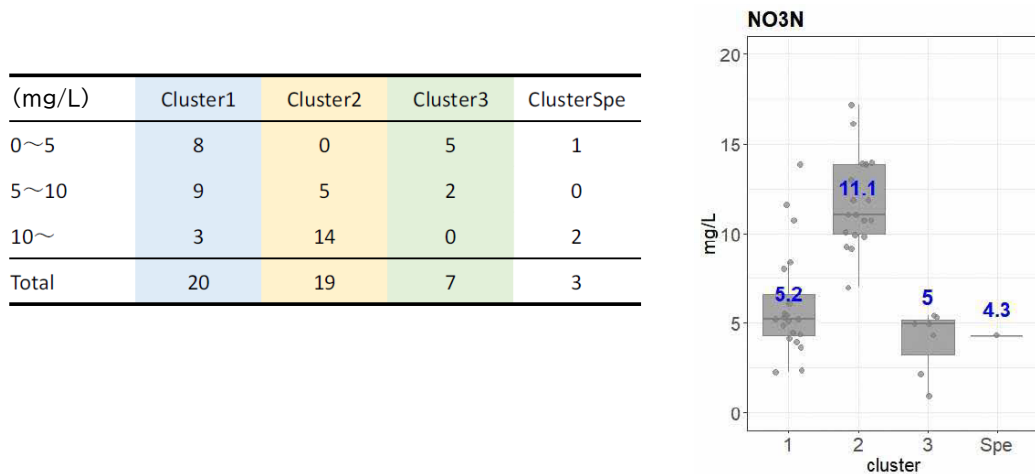 (mg/L) Cluster1 Cluster2 Cluster3 ClusterSpe
0～5 8 0 5 1
5～10 9 5 2 0
10～ 3 14 0 2
Total 20 19 7 3
NO3N
20
15
10
5
0
mg/L
11.1
5.2
5
4.3
1 2 3 Spe
cluster